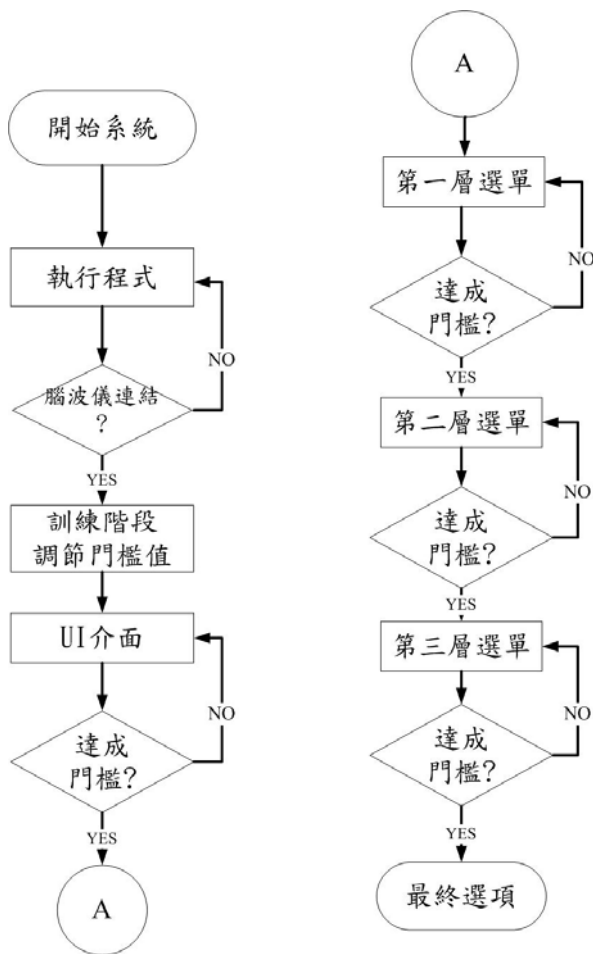 開始系統
執行程式
NO
腦波儀連結
?
YES
訓練階段
調節門檻值
UI介面
NO
達成
門檻?
YES
A
A
第一層選單
NO
達成
門檻?
YES
第二層選單
NO
達成
門檻?
YES
第三層選單
NO
達成
門檻?
YES
最終選項